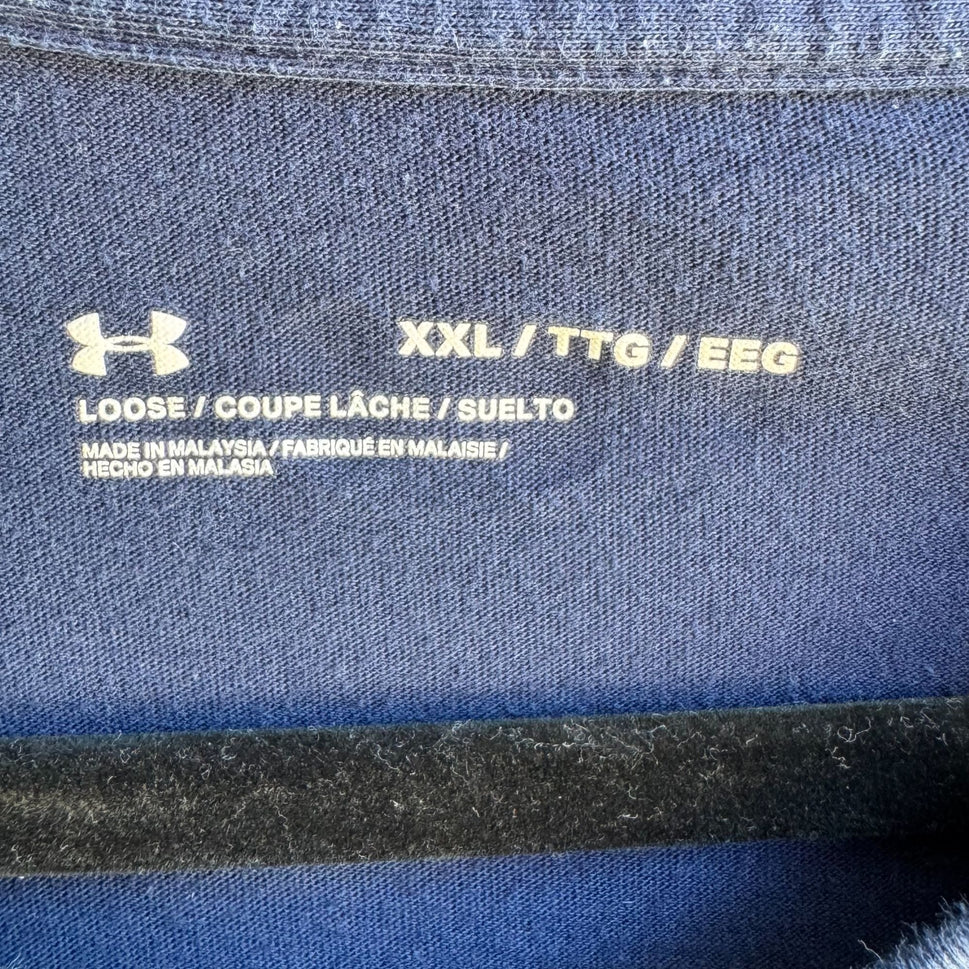 XXL / TTG / EEG
LOOSE / COUPE LÂCHE / SUELTO
MADE IN MALAYSIA / FABRIQUÉ EN MALAISIE /
HECHO EN MALASIA